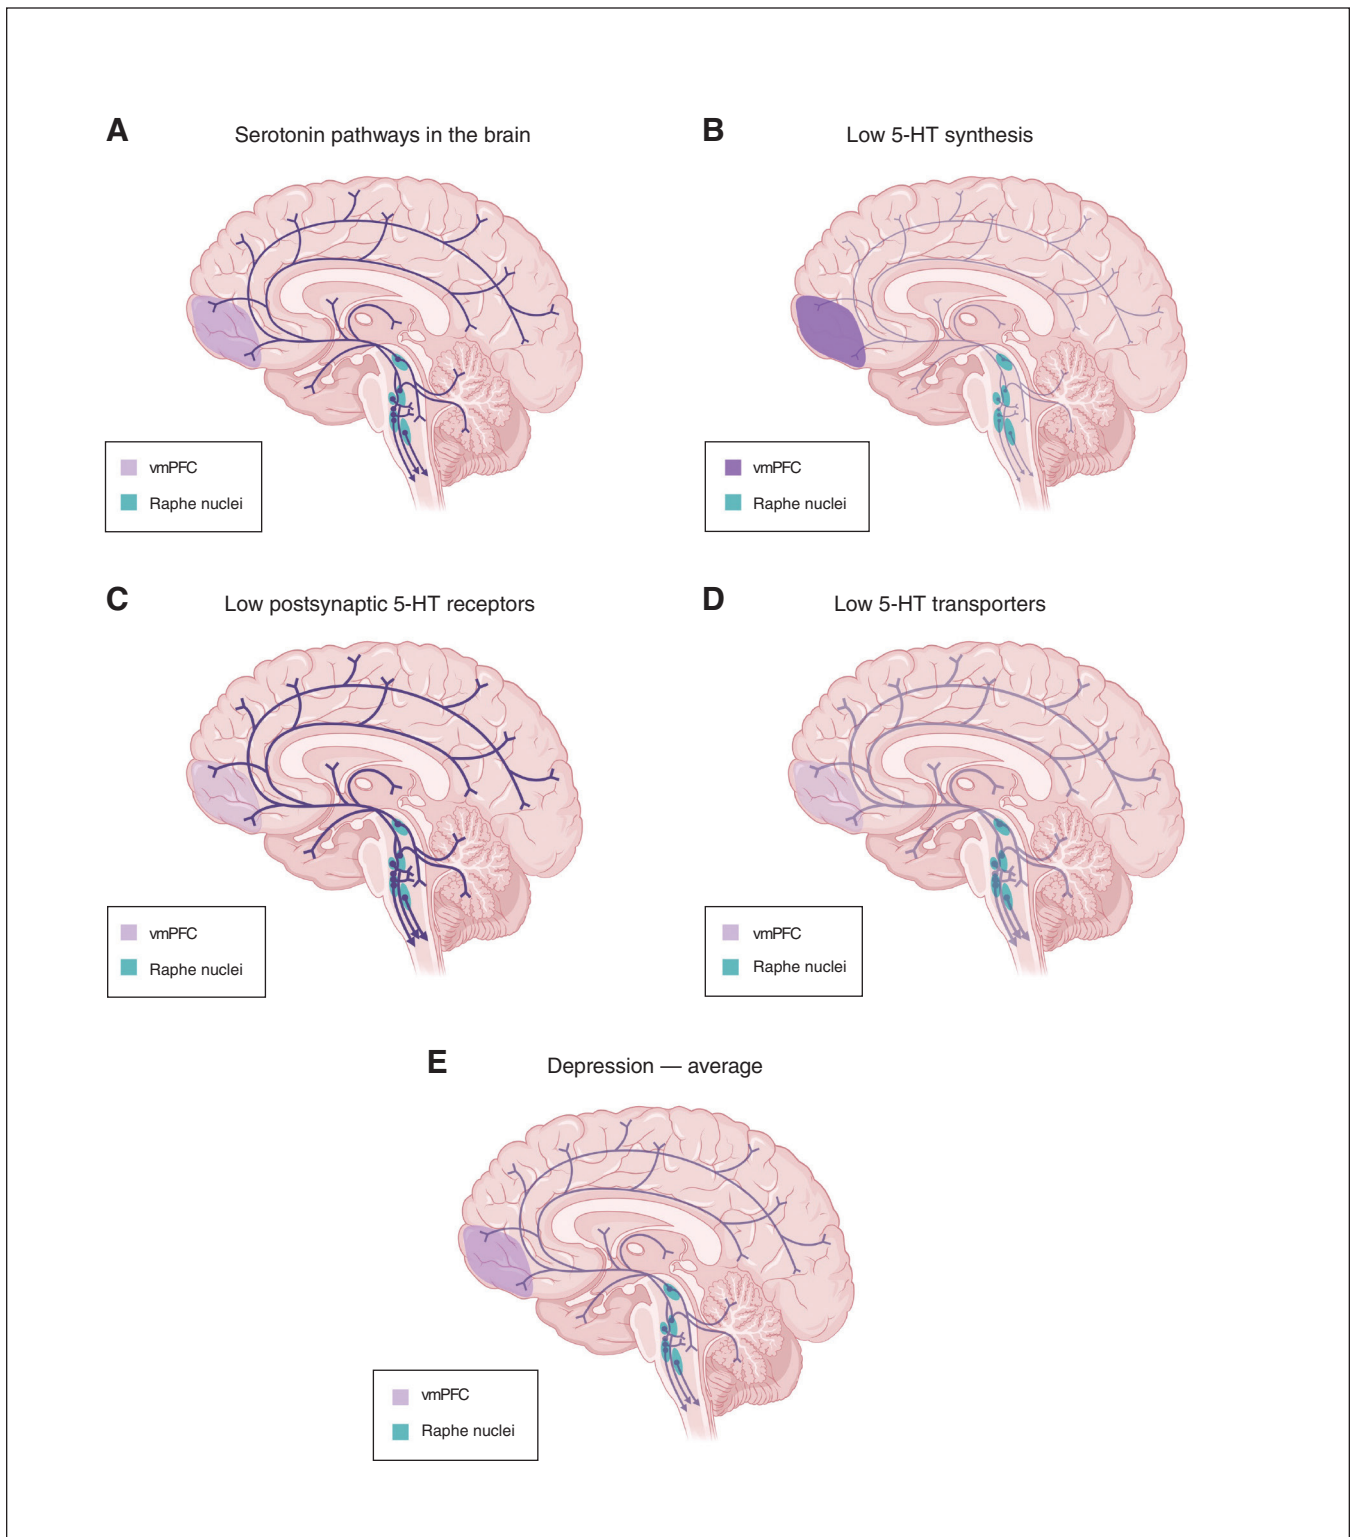 A
Serotonin pathways in the brain
vmPFC
Raphe nuclei
B
Low 5-HT synthesis
vmPFC
Raphe nuclei
C
Low postsynaptic 5-HT receptors
vmPFC
Raphe nuclei
D
Low 5-HT transporters
vmPFC
Raphe nuclei
E
Depression — average
vmPFC
Raphe nuclei